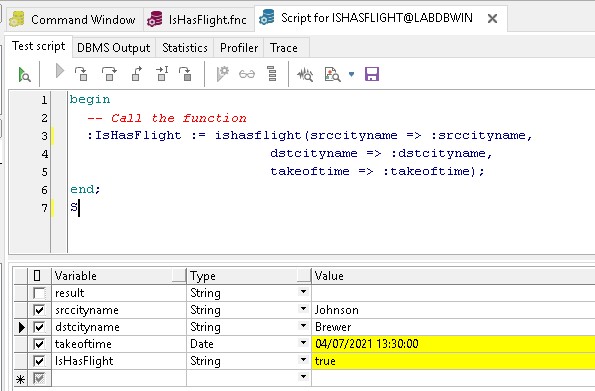 Command Window IsHasFlight.fnc Script for ISHASFLIGHT@LABDBWIN
Test script DBMS Output Statistics Profiler Trace
1 begin
2 -- Call the function
3 :IsHasFlight := ishasflight(srccityname => :srccityname,
4 dstcityname => :dstcityname,
5 takeoftime => :takeoftime);
6 end;
7 S
Variable Type Value
result String
srccityname String Johnson
dstcityname String Brewer
takeoftime Date 04/07/2021 13:30:00
IsHasFlight String true